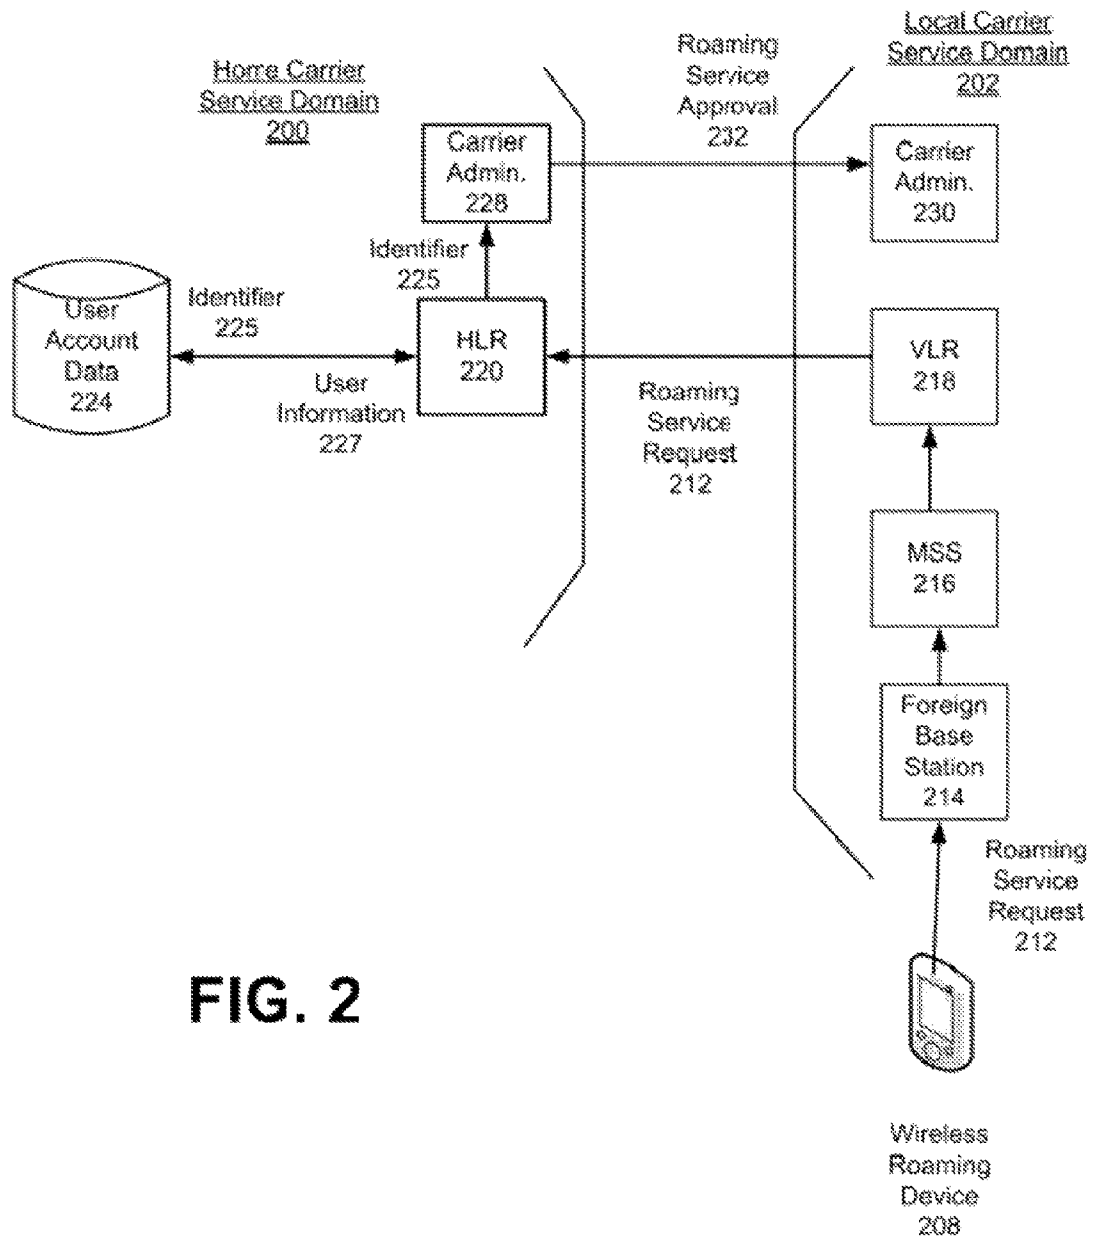 Home Carrier
Service Domain
200
Roaming
Service
Approval
232
Local Carrier
Service Domain
202
Carrier
Admin.
228
Carrier
Admin.
230
Identifier
225
User
Account
Data
224
Identifier
225
User
Information
227
HLR
220
Roaming
Service
Request
212
VLR
218
MSS
216
Foreign
Base
Station
214
Roaming
Service
Request
212
FIG. 2
Wireless
Roaming
Device
208